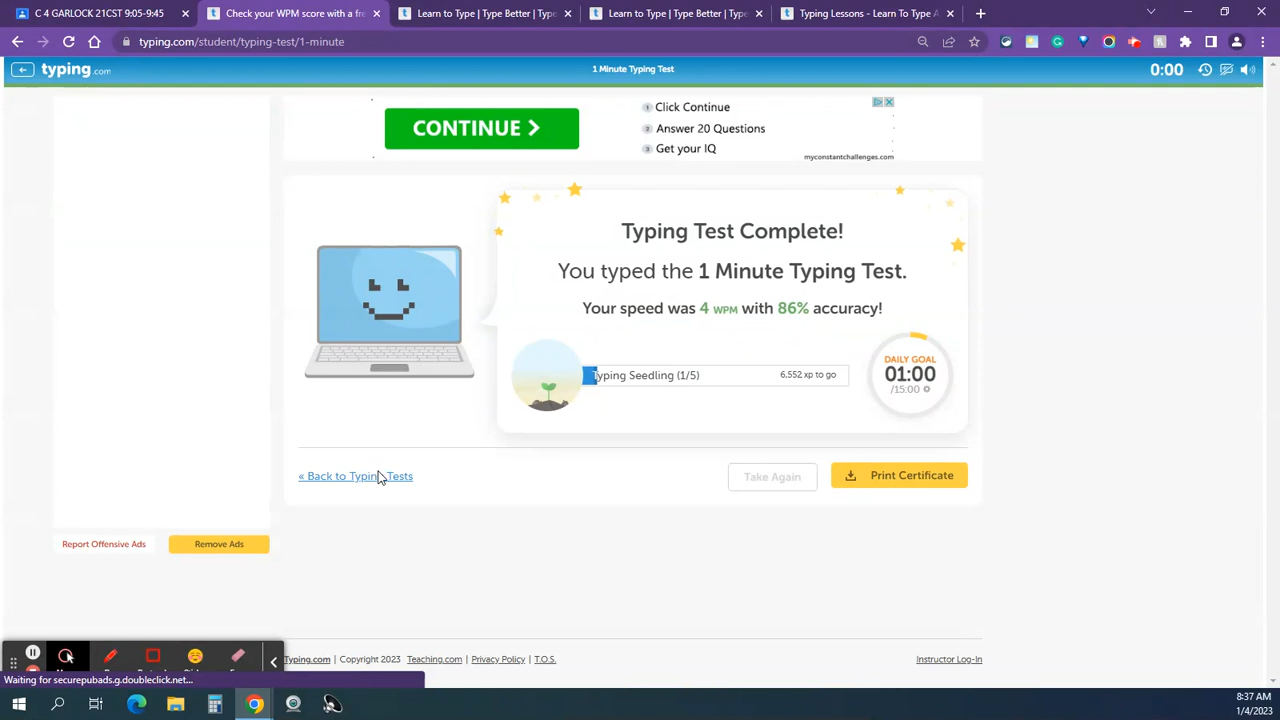 C 4 GARLOCK 21CST 9:05-9:45
Check your WPM score with a fre
Learn to Type | Type Better | Typ
Learn to Type | Type Better | Typ
Typing Lessons - Learn To Type A
typing.com/student/typing-test/1-minute
typing.com
1 Minute Typing Test
0:00
CONTINUE >
1 Click Continue
2 Answer 20 Questions
3 Get your IQ
myconstantchallenges.com
Typing Test Complete!
You typed the 1 Minute Typing Test.
Your speed was 4 WPM with 86% accuracy!
Typing Seedling (1/5)
6,552 xp to go
DAILY GOAL
01:00
/15:00
« Back to Typing Tests
Take Again
Print Certificate
Report Offensive Ads
Remove Ads
Typing.com | Copyright 2023 Teaching.com | Privacy Policy | T.O.S.
Instructor Log-In
Waiting for securepubads.g.doubleclick.net...
8:37 AM
1/4/2023